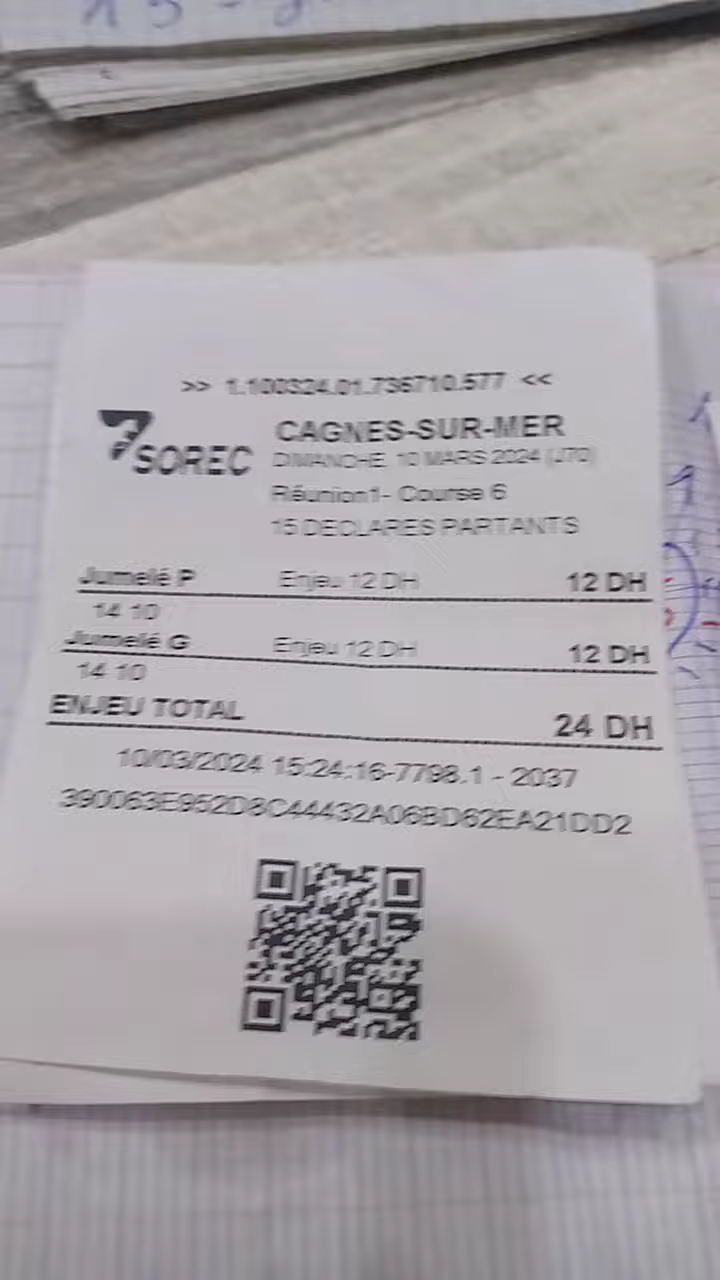 >> 1.100324.01.736710.577 <<
SOREC
CAGNES-SUR-MER
DIMANCHE 10 MARS 2024 (J70)
Réunion1- Course 6
15 DECLARES PARTANTS
Jumelé P Enjeu 12 DH 12 DH
14 10
Jumelé G Enjeu 12 DH 12 DH
14 10
ENJEU TOTAL 24 DH
10/03/2024 15:24:16-7798.1 - 2037
390063E952D8C44432A06BD62EA21DD2